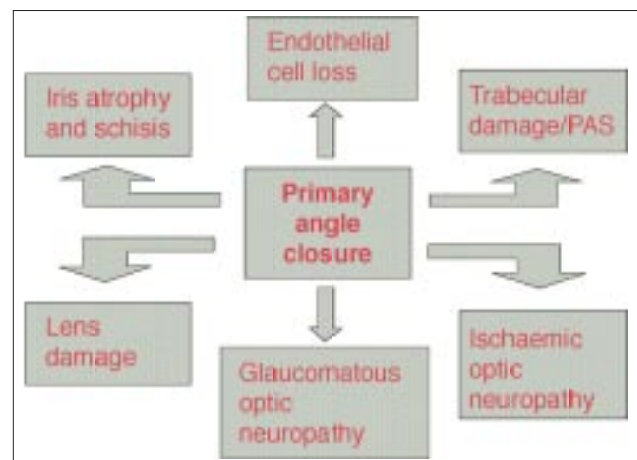 Endothelial
cell loss
Iris atrophy
and schisis
Trabecular
damage/PAS
Primary
angle
closure
Lens
damage
Glaucomatous
optic
neuropathy
Ischaemic
optic
neuropathy